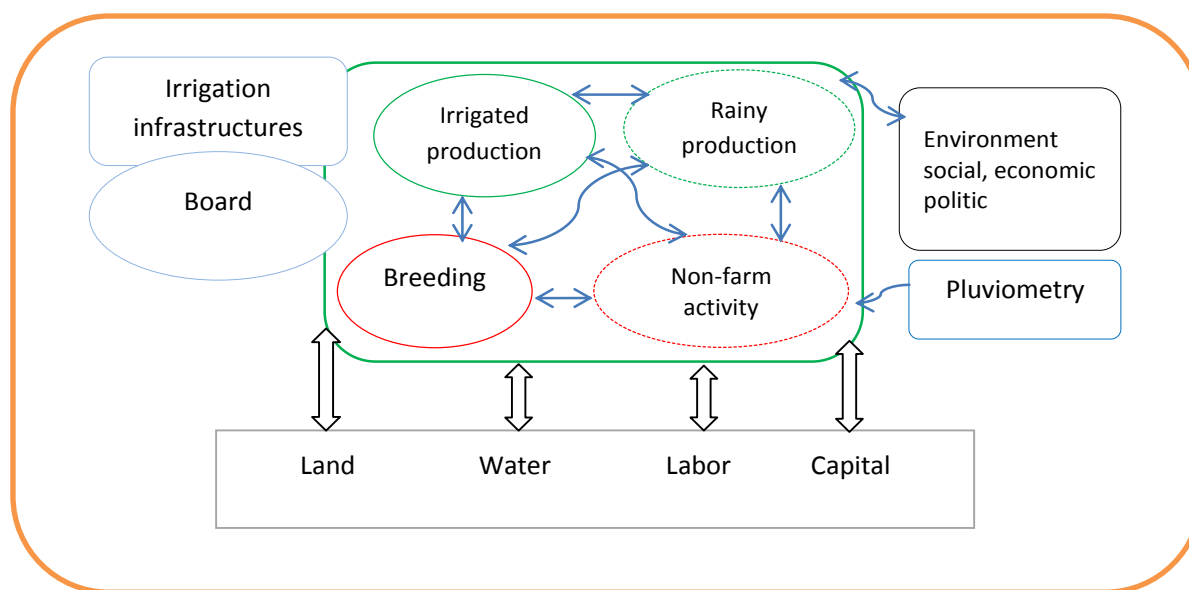 Irrigation
infrastructures
Board
Irrigated
production
Rainy
production
Breeding
Non-farm
activity
Environment
social, economic
politic
Pluviometry
Land
Water
Labor
Capital